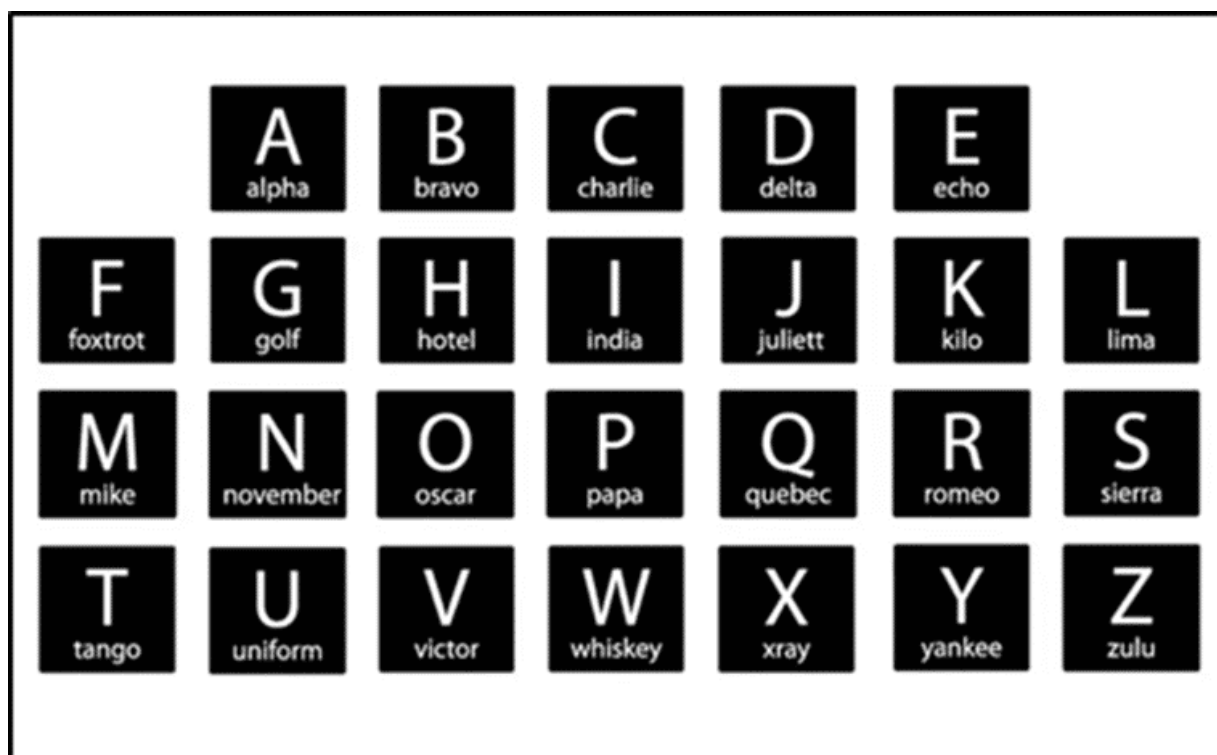 A B C D E
alpha bravo charlie delta echo
F G H I J K L
foxtrot golf hotel india juliett kilo lima
M N O P Q R S
mike november oscar papa quebec romeo sierra
T U V W X Y Z
tango uniform victor whiskey xray yankee zulu